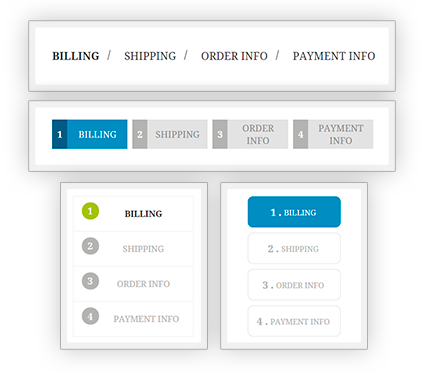 BILLING / SHIPPING / ORDER INFO / PAYMENT INFO
1 BILLING 2 SHIPPING 3 ORDER INFO 4 PAYMENT INFO
1 BILLING
2 SHIPPING
3 ORDER INFO
4 PAYMENT INFO
1. BILLING
2. SHIPPING
3. ORDER INFO
4. PAYMENT INFO